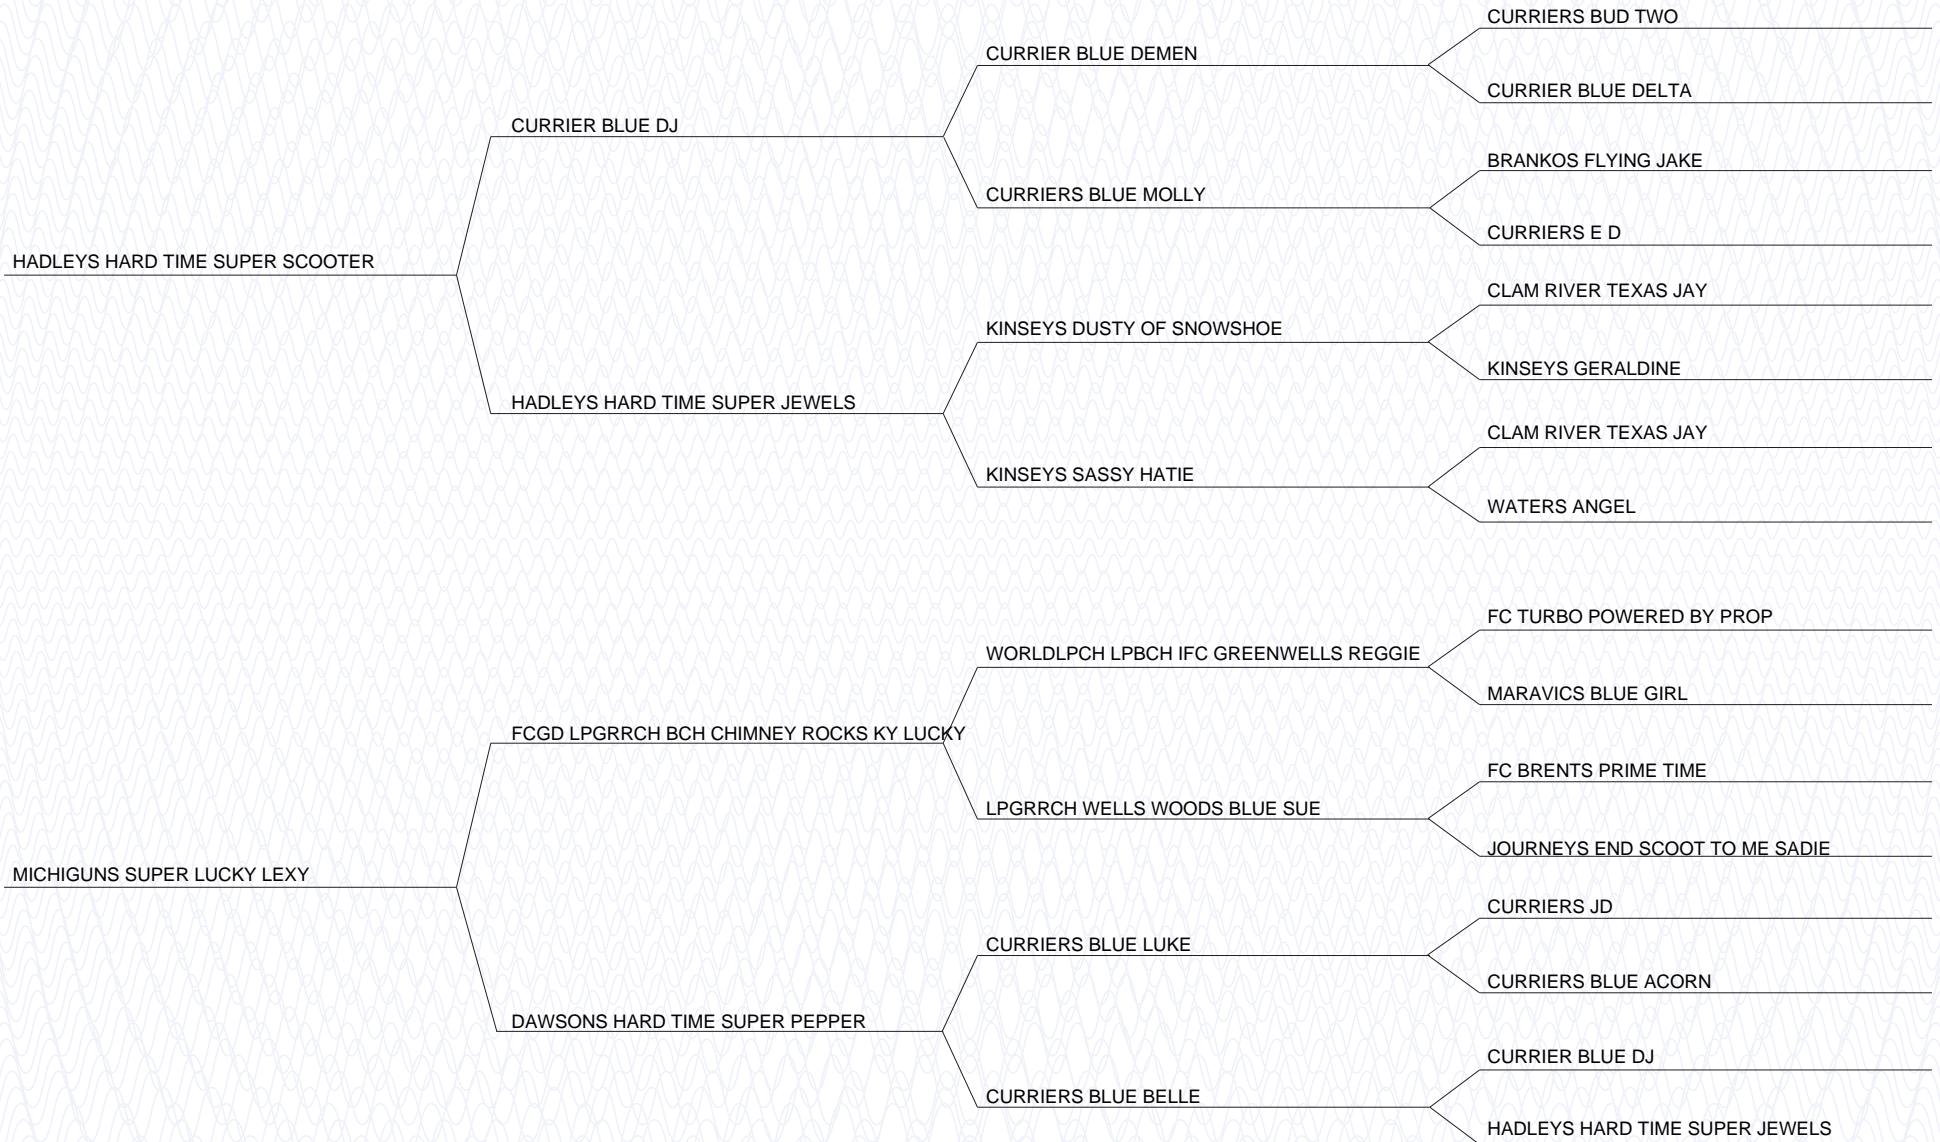 CURRIERS BUD TWO
CURRIER BLUE DEMEN
CURRIER BLUE DELTA
CURRIER BLUE DJ
BRANKOS FLYING JAKE
CURRIERS BLUE MOLLY
CURRIERS E D
HADLEYS HARD TIME SUPER SCOOTER
CLAM RIVER TEXAS JAY
KINSEYS DUSTY OF SNOWSHOE
KINSEYS GERALDINE
HADLEYS HARD TIME SUPER JEWELS
CLAM RIVER TEXAS JAY
KINSEYS SASSY HATIE
WATERS ANGEL
FC TURBO POWERED BY PROP
WORLDLPCH LPBCH IFC GREENWELLS REGGIE
MARAVICS BLUE GIRL
FCGD LPGRRCH BCH CHIMNEY ROCKS KY LUCKY
FC BRENTS PRIME TIME
LPGRRCH WELLS WOODS BLUE SUE
JOURNEYS END SCOOT TO ME SADIE
MICHIGUNS SUPER LUCKY LEXY
CURRIERS JD
CURRIERS BLUE LUKE
CURRIERS BLUE ACORN
DAWSONS HARD TIME SUPER PEPPER
CURRIER BLUE DJ
CURRIERS BLUE BELLE
HADLEYS HARD TIME SUPER JEWELS